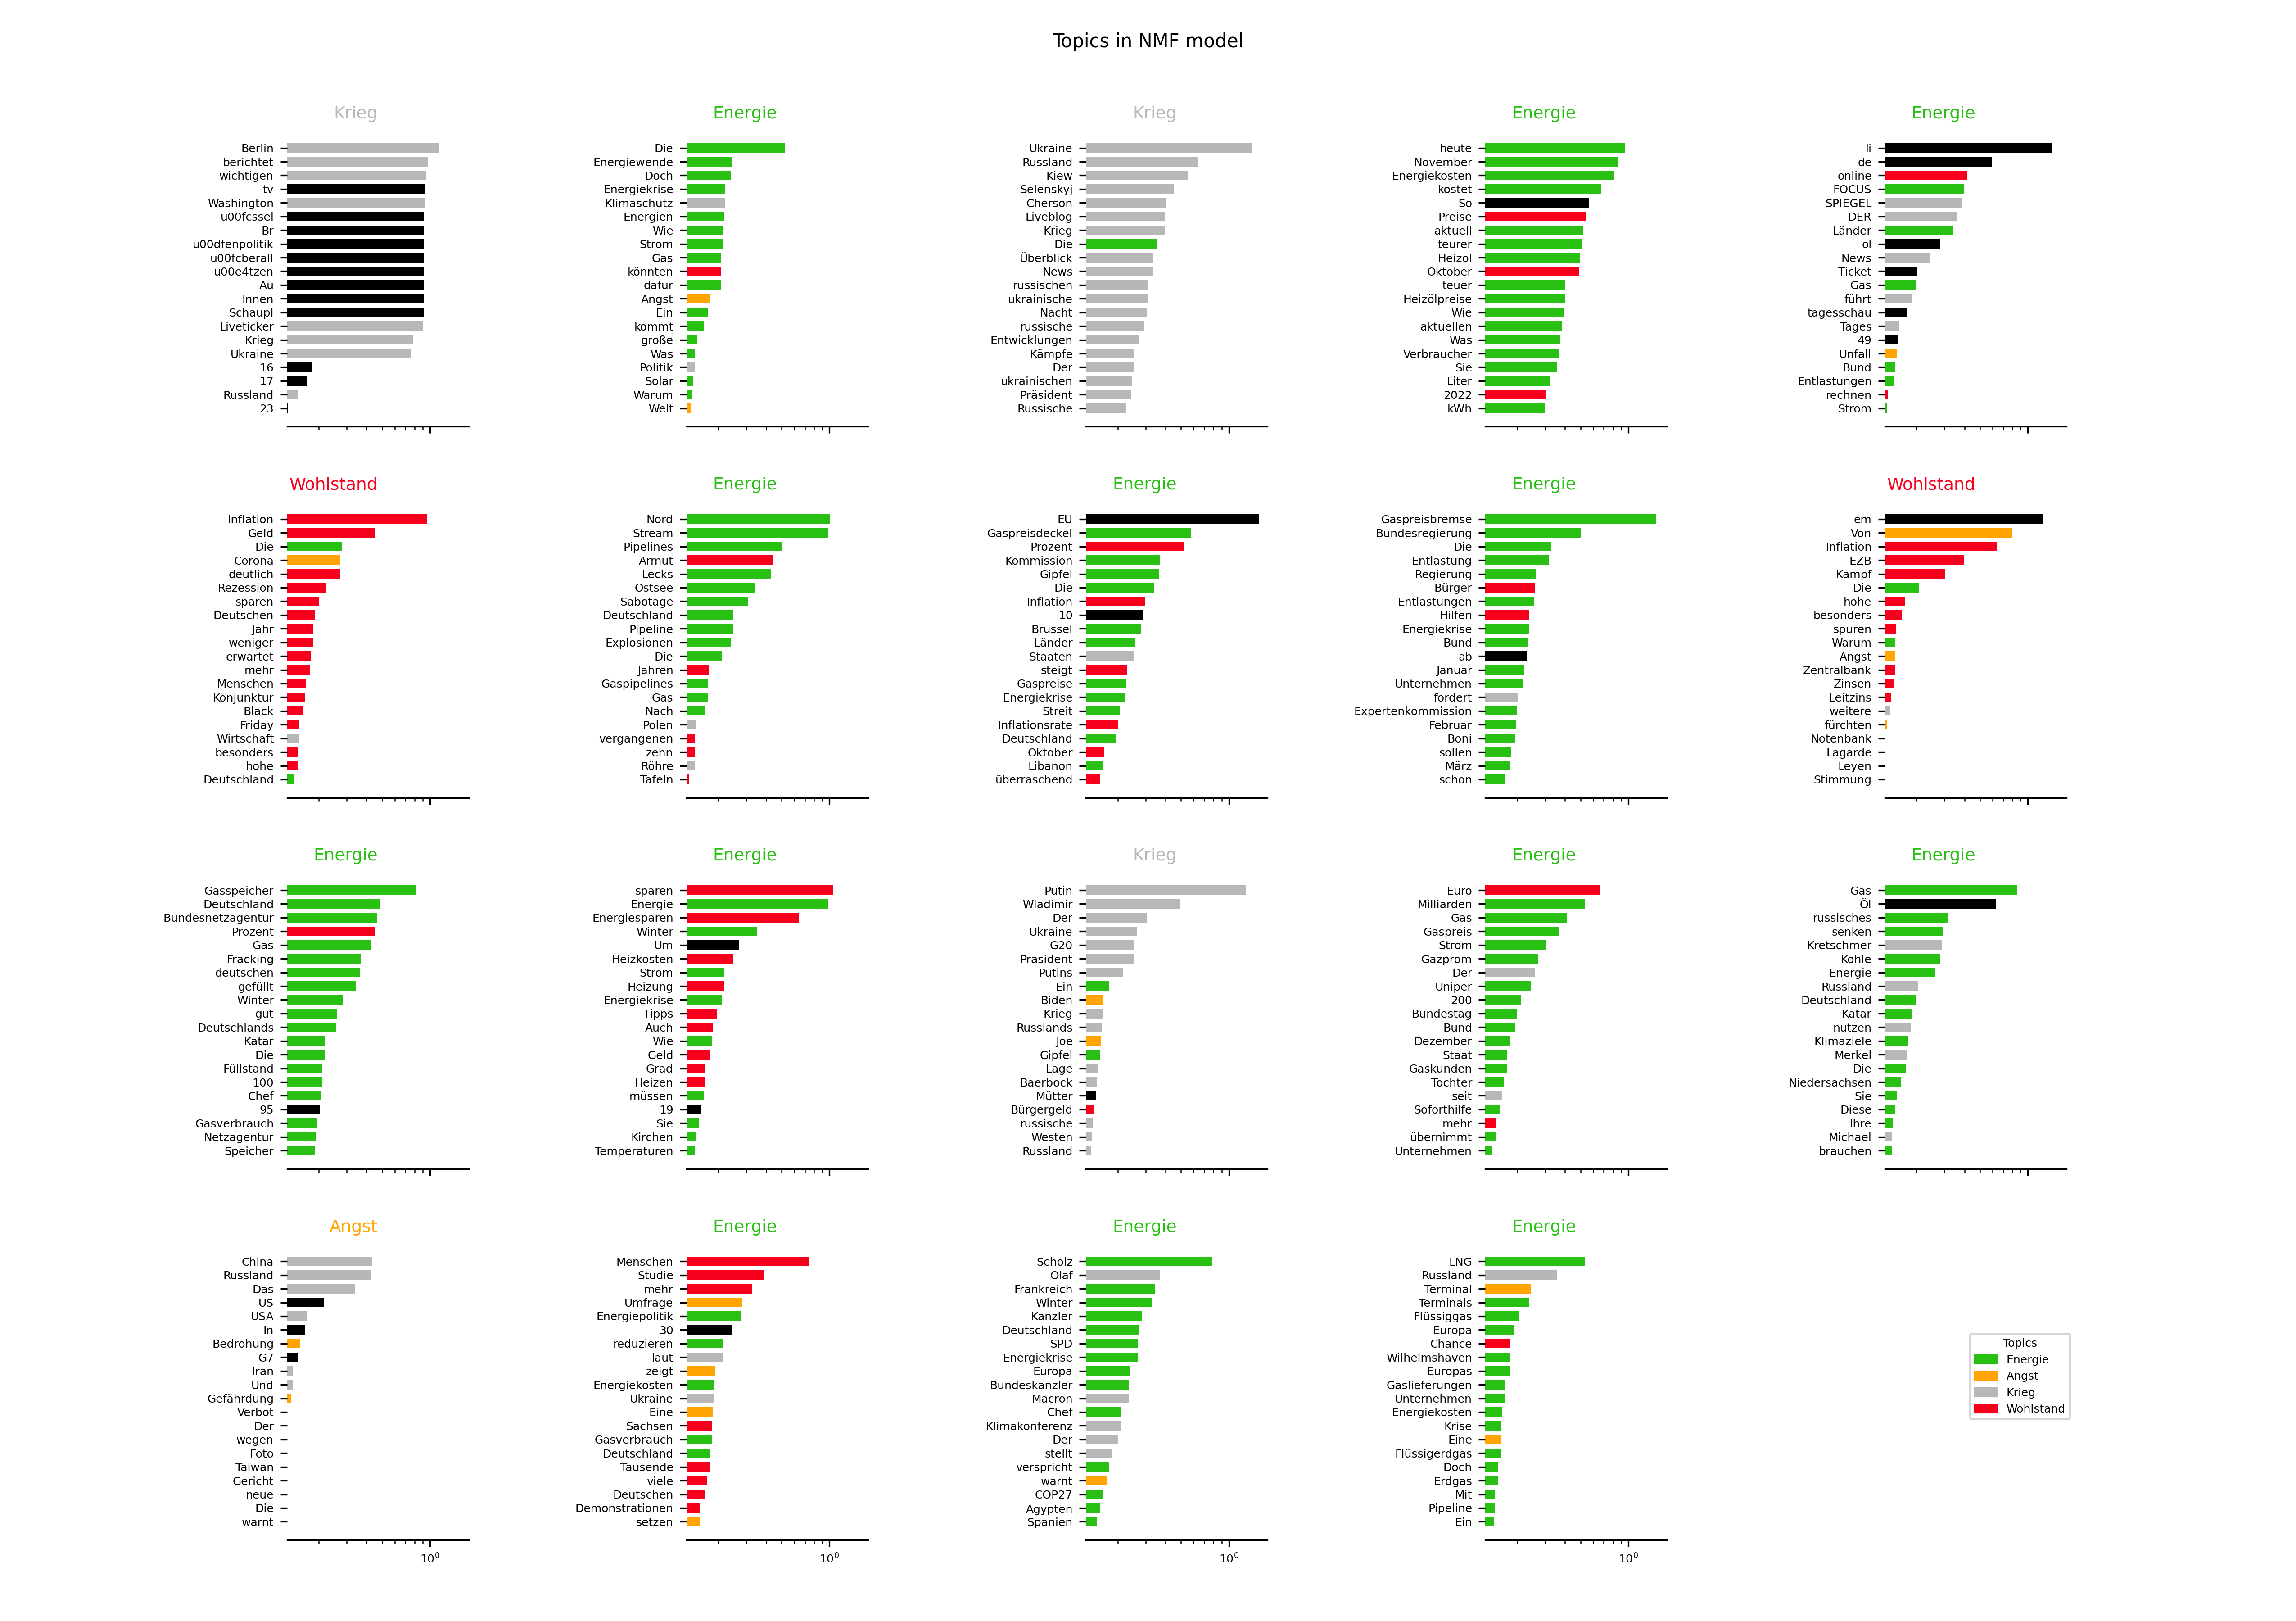 Topics in NMF model
Krieg
Berlin
berichtet
wichtigen
tv
Washington
u00fcssel
Br
u00dfenpolitik
u00fcberall
u00e4tzen
Au
Innen
Schaupl
Liveticker
Krieg
Ukraine
16
17
Russland
23
Energie
Die
Energiewende
Doch
Energiekrise
Klimaschutz
Energien
Wie
Strom
Gas
könnten
dafür
Angst
Ein
kommt
große
Was
Politik
Solar
Warum
Welt
Krieg
Ukraine
Russland
Kiew
Selenskyj
Cherson
Liveblog
Krieg
Die
Überblick
News
russischen
ukrainische
Nacht
russische
Entwicklungen
Kämpfe
Der
ukrainischen
Präsident
Russische
Energie
heute
November
Energiekosten
kostet
So
Preise
aktuell
teurer
Heizöl
Oktober
teuer
Heizölpreise
Wie
aktuellen
Was
Verbraucher
Sie
Liter
2022
kWh
Energie
li
de
online
FOCUS
SPIEGEL
DER
Länder
ol
News
Ticket
Gas
führt
tagesschau
Tages
49
Unfall
Bund
Entlastungen
rechnen
Strom
Wohlstand
Inflation
Geld
Die
Corona
deutlich
Rezession
sparen
Deutschen
Jahr
weniger
erwartet
mehr
Menschen
Konjunktur
Black
Friday
Wirtschaft
besonders
hohe
Deutschland
Energie
Nord
Stream
Pipelines
Armut
Lecks
Ostsee
Sabotage
Deutschland
Pipeline
Explosionen
Die
Jahren
Gaspipelines
Gas
Nach
Polen
vergangenen
zehn
Röhre
Tafeln
Energie
EU
Gaspreisdeckel
Prozent
Kommission
Gipfel
Die
Inflation
10
Brüssel
Länder
Staaten
steigt
Gaspreise
Energiekrise
Streit
Inflationsrate
Deutschland
Oktober
Libanon
überraschend
Energie
Gaspreisbremse
Bundesregierung
Die
Entlastung
Regierung
Bürger
Entlastungen
Hilfen
Energiekrise
Bund
ab
Januar
Unternehmen
fordert
Expertenkommission
Februar
Boni
sollen
März
schon
Wohlstand
em
Von
Inflation
EZB
Kampf
Die
hohe
besonders
spüren
Warum
Angst
Zentralbank
Zinsen
Leitzins
weitere
fürchten
Notenbank
Lagarde
Leyen
Stimmung
Energie
Gasspeicher
Deutschland
Bundesnetzagentur
Prozent
Gas
Fracking
deutschen
gefüllt
Winter
gut
Deutschlands
Katar
Die
Füllstand
100
Chef
95
Gasverbrauch
Netzagentur
Speicher
Energie
sparen
Energie
Energiesparen
Winter
Um
Heizkosten
Strom
Heizung
Energiekrise
Tipps
Auch
Wie
Geld
Grad
Heizen
müssen
19
Sie
Kirchen
Temperaturen
Krieg
Putin
Wladimir
Der
Ukraine
G20
Präsident
Putins
Ein
Biden
Krieg
Russlands
Joe
Gipfel
Lage
Baerbock
Mütter
Bürgergeld
russische
Westen
Russland
Energie
Euro
Milliarden
Gas
Gaspreis
Strom
Gazprom
Der
Uniper
200
Bundestag
Bund
Dezember
Staat
Gaskunden
Tochter
seit
Soforthilfe
mehr
übernimmt
Unternehmen
Energie
Gas
Öl
russisches
senken
Kretschmer
Kohle
Energie
Russland
Deutschland
Katar
nutzen
Klimaziele
Merkel
Die
Niedersachsen
Sie
Diese
Ihre
Michael
brauchen
Angst
China
Russland
Das
US
USA
In
Bedrohung
G7
Iran
Und
Gefährdung
Verbot
Der
wegen
Foto
Taiwan
Gericht
neue
Die
warnt
10⁰
Energie
Menschen
Studie
mehr
Umfrage
Energiepolitik
30
reduzieren
laut
zeigt
Energiekosten
Ukraine
Eine
Sachsen
Gasverbrauch
Deutschland
Tausende
viele
Deutschen
Demonstrationen
setzen
10⁰
Energie
Scholz
Olaf
Frankreich
Winter
Kanzler
Deutschland
SPD
Energiekrise
Europa
Bundeskanzler
Macron
Chef
Klimakonferenz
Der
stellt
verspricht
warnt
COP27
Ägypten
Spanien
10⁰
Energie
LNG
Russland
Terminal
Terminals
Flüssiggas
Europa
Chance
Wilhelmshaven
Europas
Gaslieferungen
Unternehmen
Energiekosten
Krise
Eine
Flüssigerdgas
Doch
Erdgas
Mit
Pipeline
Ein
10⁰
Topics
Energie
Angst
Krieg
Wohlstand